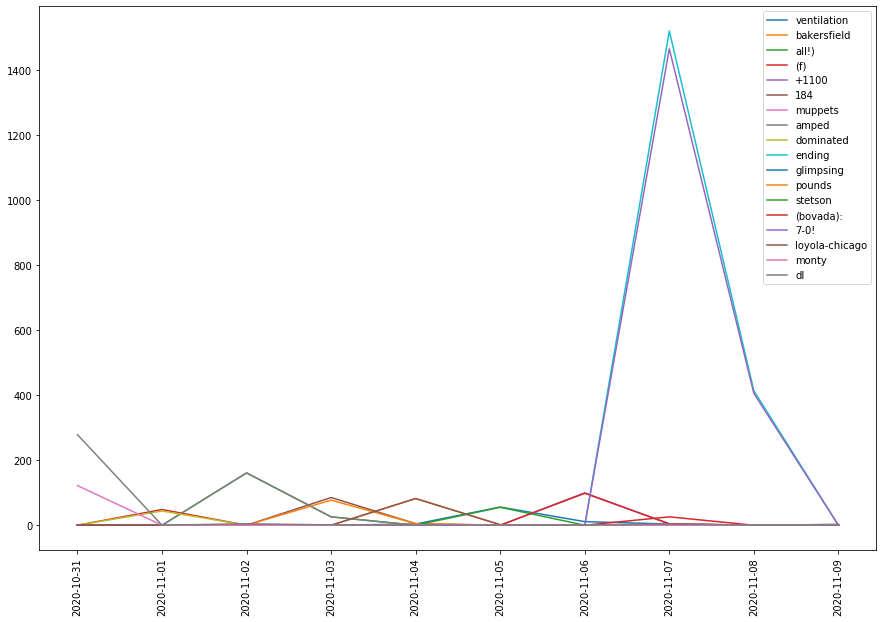 1400
1200
1000
800
600
400
200
0
2020-10-31
2020-11-01
2020-11-02
2020-11-03
2020-11-04
2020-11-05
2020-11-06
2020-11-07
2020-11-08
2020-11-09
ventilation
bakersfield
all!)
(f)
+1100
184
muppets
amped
dominated
ending
glimpsing
pounds
stetson
(bovada):
7-0!
loyola-chicago
monty
dl